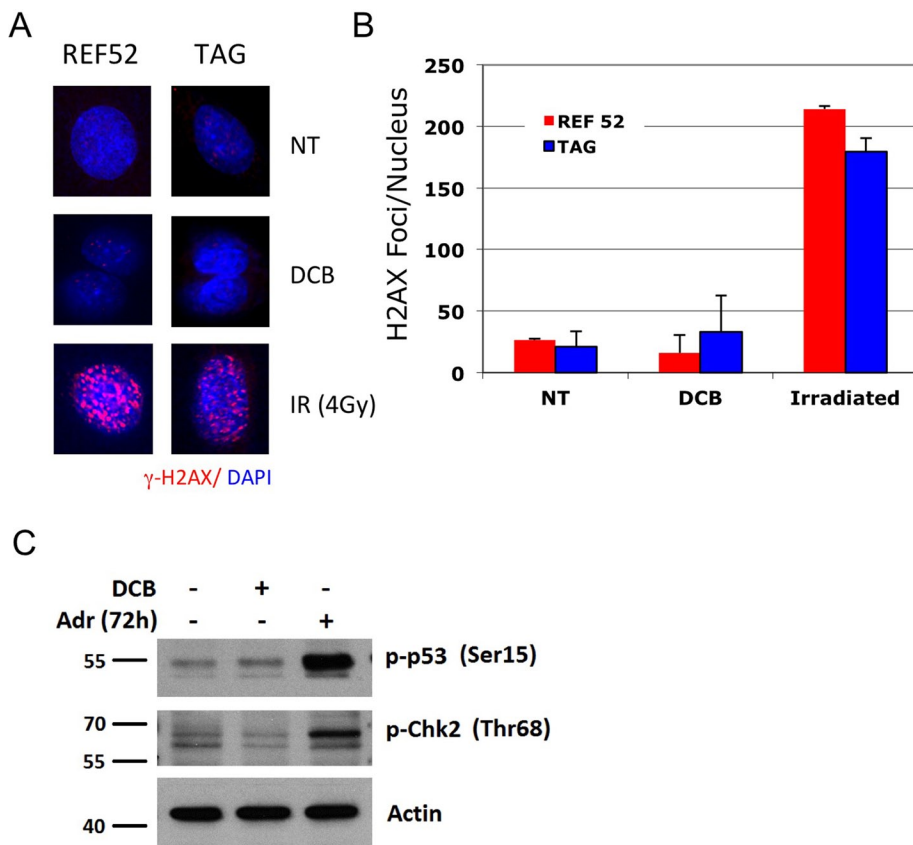 A
REF52 TAG
NT
DCB
IR (4Gy)
γ-H2AX/ DAPI
B
H2AX Foci/Nucleus
250
200
150
100
50
0
REF 52
TAG
NT DCB Irradiated
C
DCB - + -
Adr (72h) - - +
55 p-p53 (Ser15)
70
p-Chk2 (Thr68)
55
Actin
40